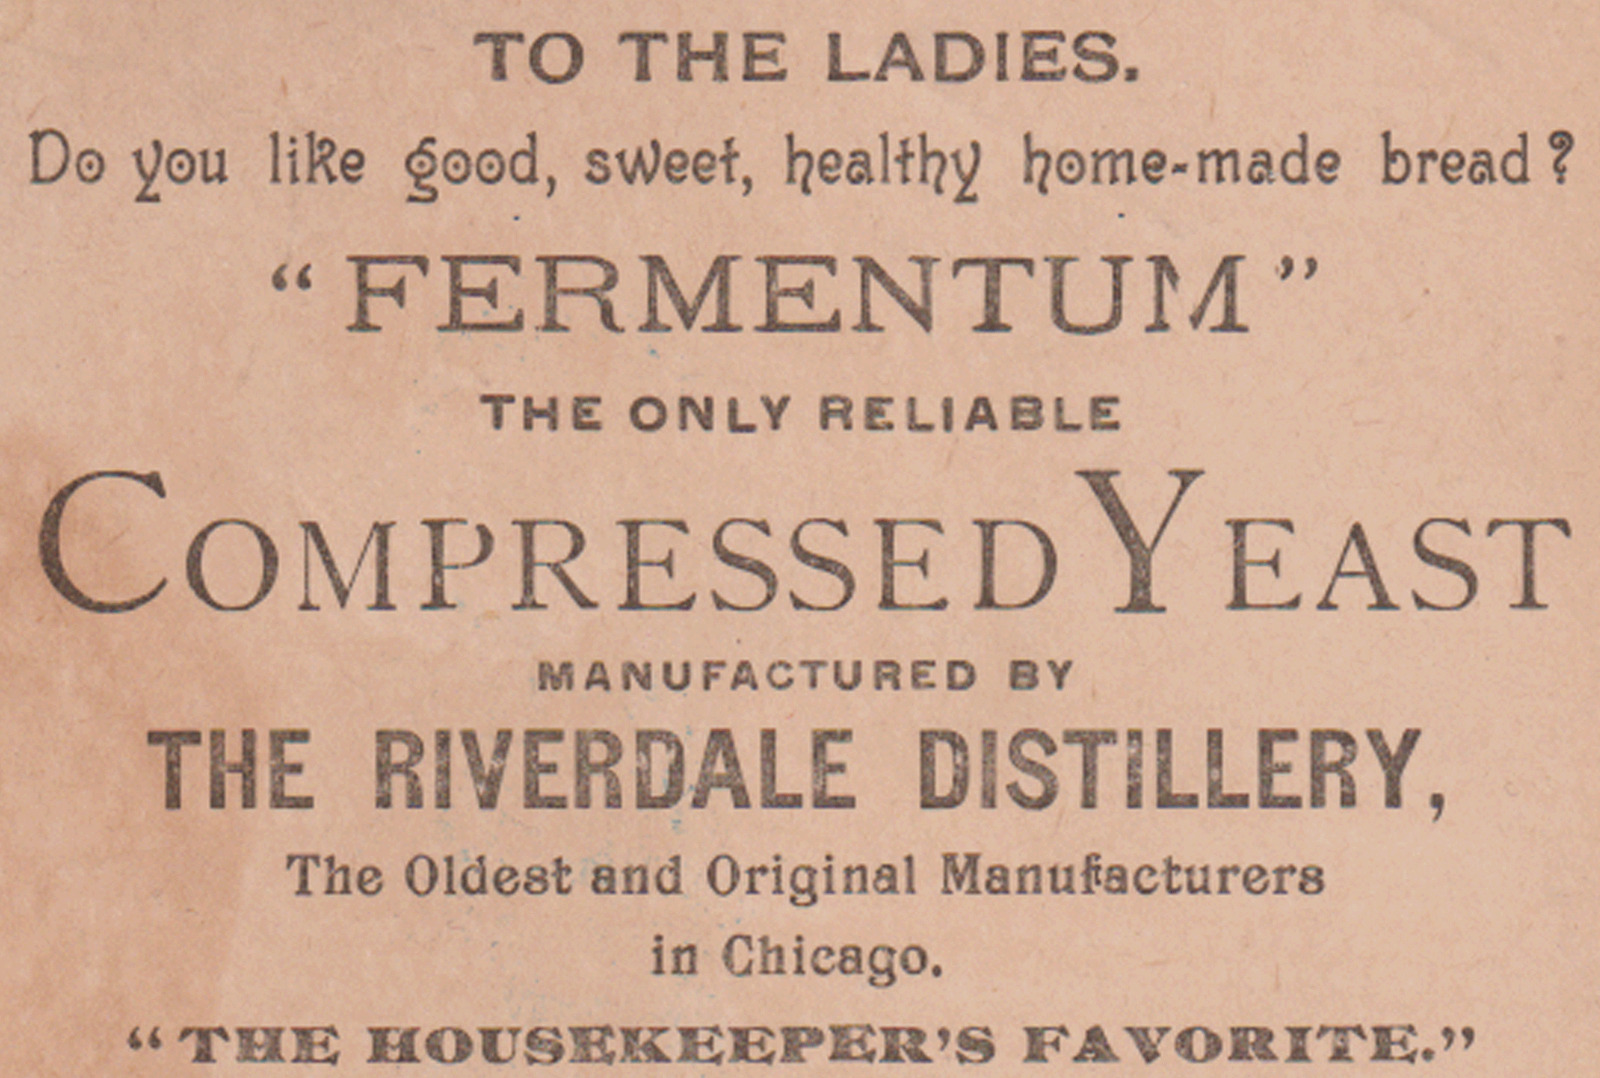 TO THE LADIES.
Do you like good, sweet, healthy home-made bread?
“FERMENTUM”
THE ONLY RELIABLE
COMPRESSED YEAST
MANUFACTURED BY
THE RIVERDALE DISTILLERY,
The Oldest and Original Manufacturers
in Chicago.
“THE HOUSEKEEPER’S FAVORITE.”